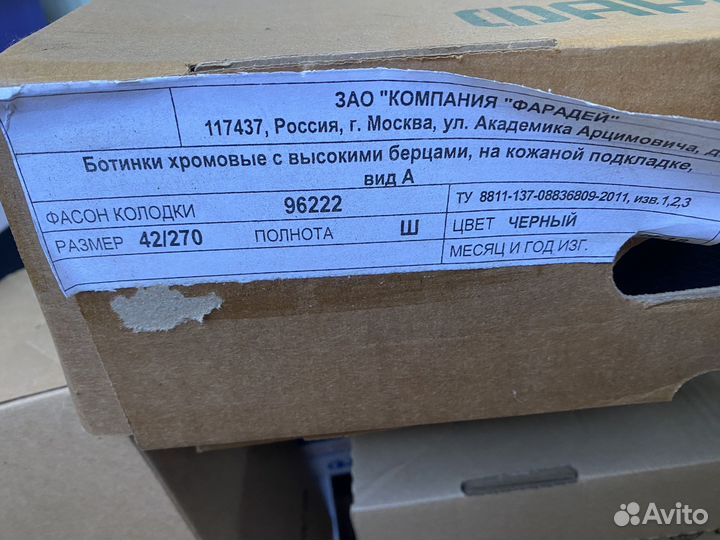 ФАРАД
ЗАО "КОМПАНИЯ "ФАРАДЕЙ"
117437, Россия, г. Москва, ул. Академика Арцимовича, д
Ботинки хромовые с высокими берцами, на кожаной подкладке,
вид А
ФАСОН КОЛОДКИ 96222
ТУ 8811-137-08836809-2011, изв.1,2,3
РАЗМЕР 42/270 ПОЛНОТА Ш
ЦВЕТ ЧЕРНЫЙ
МЕСЯЦ И ГОД ИЗГ.
Avito